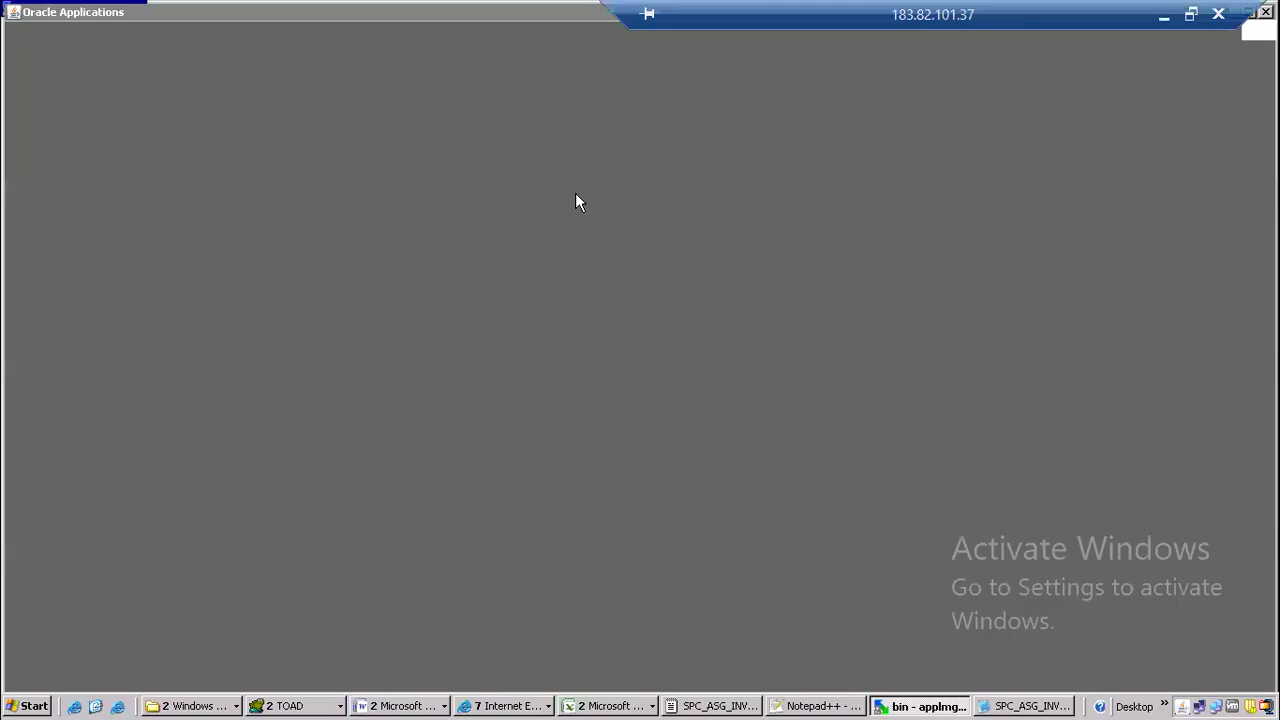 Oracle Applications
183.82.101.37
Activate Windows
Go to Settings to activate
Windows.
Start
2 Windows ...
2 TOAD
2 Microsoft ...
7 Internet E...
2 Microsoft ...
SPC_ASG_INV...
Notepad++ - ...
bin - applmg...
SPC_ASG_INV...
Desktop